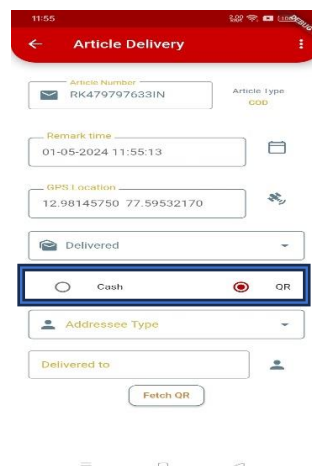 11:55
DEBUG
Article Delivery
Article Number
RK479797633IN
Article Type
COD
Remark time
01-05-2024 11:55:13
GPS Location
12.98145750 77.59532170
Delivered
Cash
QR
Addressee Type
Delivered to
Fetch QR